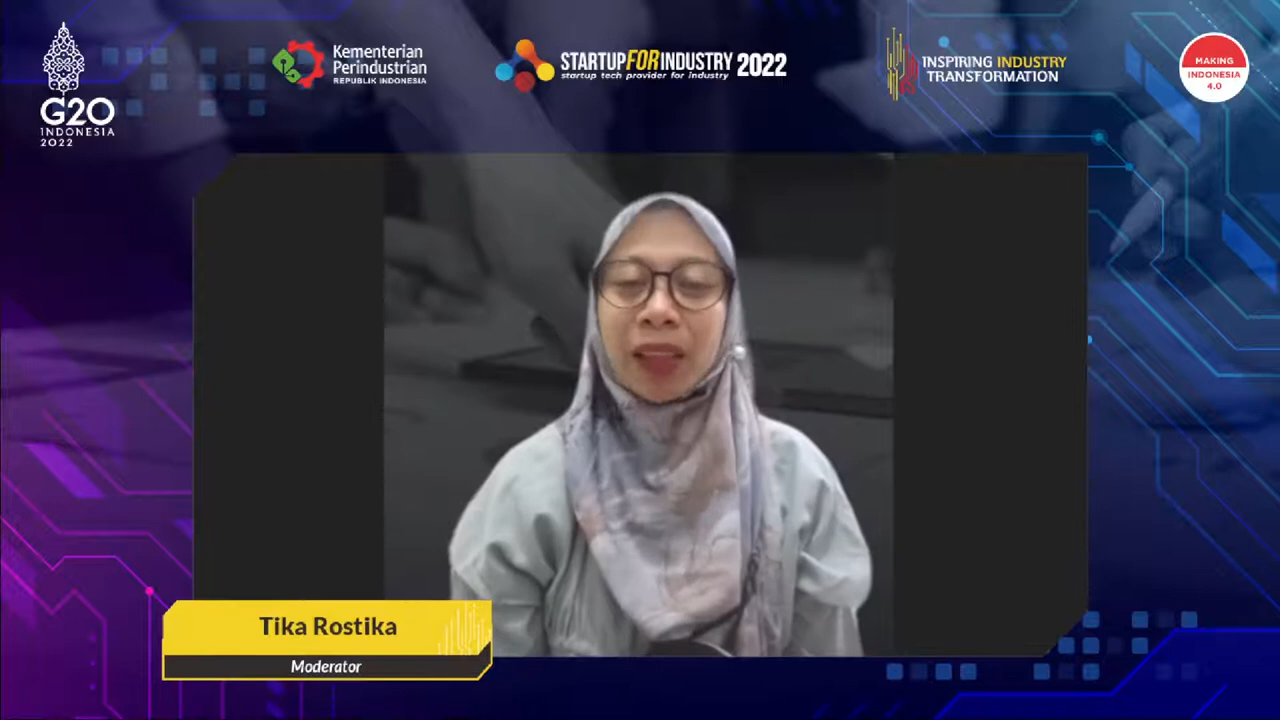 G20
INDONESIA
2022
Kementerian
Perindustrian
REPUBLIK INDONESIA
STARTUPFORINDUSTRY 2022
startup tech provider for industry
INSPIRING INDUSTRY
TRANSFORMATION
MAKING
INDONESIA
4.0
Tika Rostika
Moderator